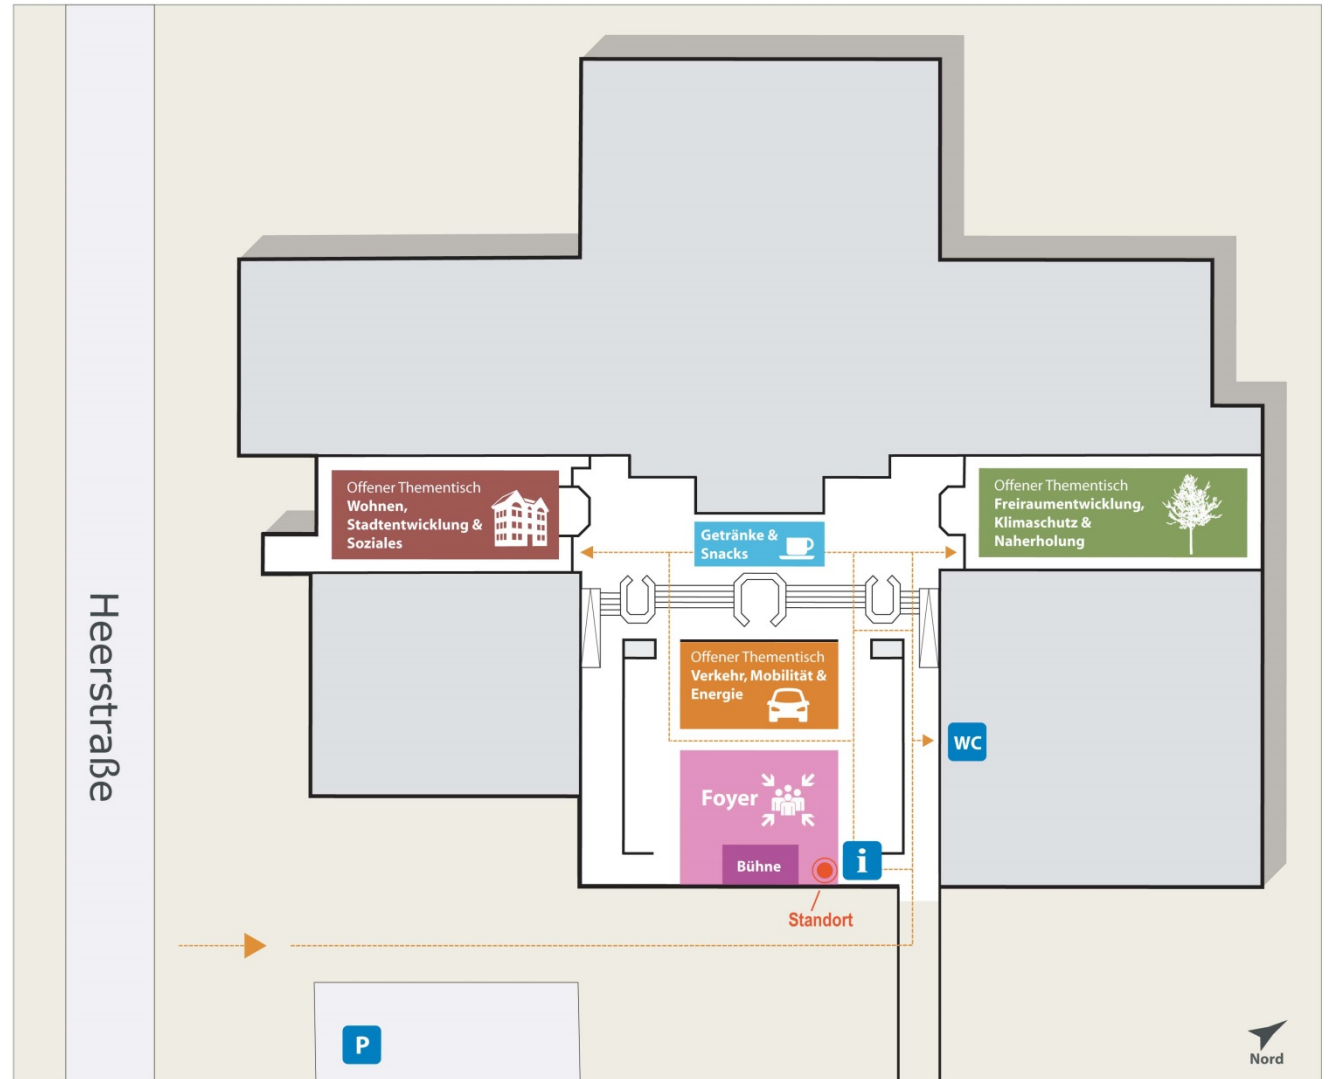 Offener Thementisch
Wohnen,
Stadtentwicklung &
Soziales
Offener Thementisch
Freiraumentwicklung,
Klimaschutz &
Naherholung
Getränke &
Snacks
Heerstraße
Offener Thementisch
Verkehr, Mobilität &
Energie
WC
Foyer
Bühne
i
Standort
P
Nord